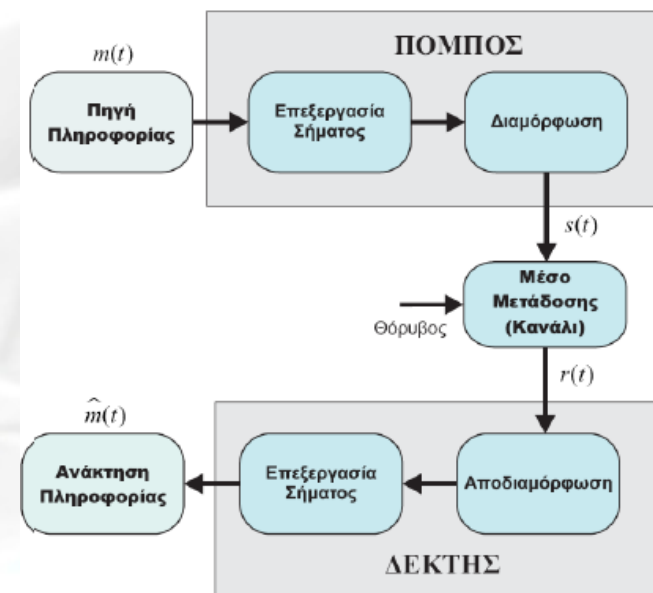 ΠΟΜΠΟΣ
m(t)
Πηγή
Πληροφορίας
Επεξεργασία
Σήματος
Διαμόρφωση
s(t)
Μέσο
Μετάδοσης
(Κανάλι)
Θόρυβος
r(t)
m̂(t)
Ανάκτηση
Πληροφορίας
Επεξεργασία
Σήματος
Αποδιαμόρφωση
ΔΕΚΤΗΣ